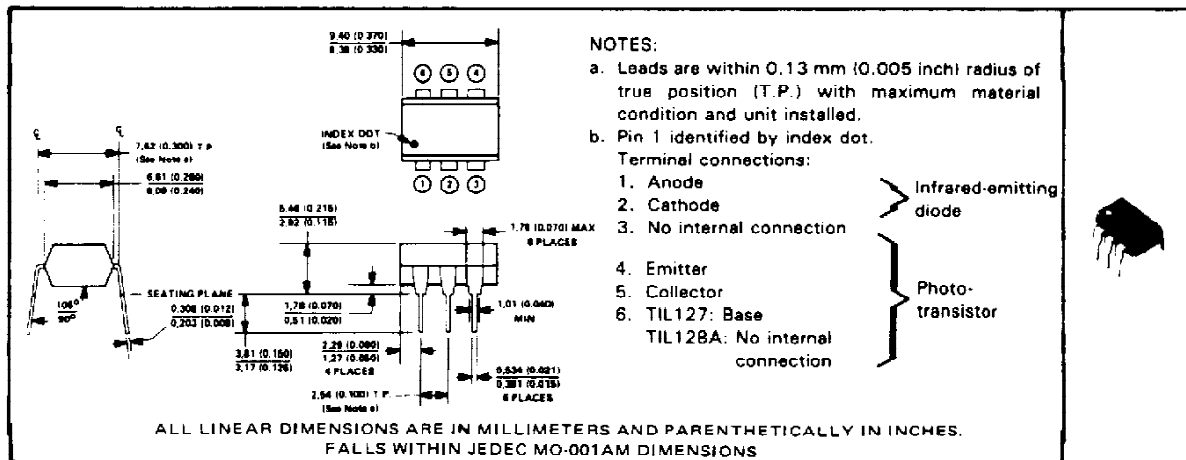 9,40 (0.370)
8,38 (0.330)
6 5 4
INDEX DOT
(See Note b)
1 2 3
℄ ℄
7,62 (0.300) T.P.
(See Note a)
6,61 (0.260)
6,09 (0.240)
5,46 (0.215)
2,92 (0.115)
1,78 (0.070) MAX
6 PLACES
SEATING PLANE
105°
90°
0,305 (0.012)
0,203 (0.008)
1,78 (0.070)
0,51 (0.020)
1,01 (0.040)
MIN
3,81 (0.150)
3,17 (0.125)
2,29 (0.090)
1,27 (0.050)
4 PLACES
0,534 (0.021)
0,381 (0.015)
6 PLACES
2,54 (0.100) T.P.
(See Note a)
NOTES:
a. Leads are within 0.13 mm (0.005 inch) radius of
true position (T.P.) with maximum material
condition and unit installed.
b. Pin 1 identified by index dot.
Terminal connections:
1. Anode
2. Cathode
3. No internal connection
Infrared-emitting
diode
4. Emitter
5. Collector
6. TIL127: Base
TIL128A: No internal
connection
Photo-
transistor
ALL LINEAR DIMENSIONS ARE IN MILLIMETERS AND PARENTHETICALLY IN INCHES.
FALLS WITHIN JEDEC MO-001AM DIMENSIONS